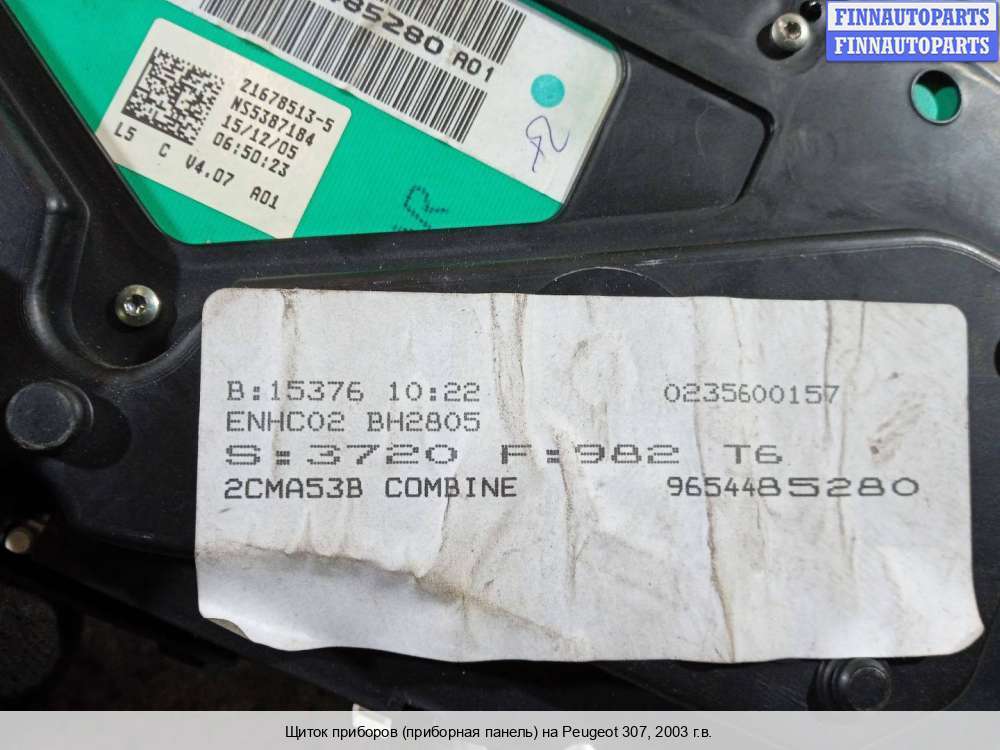 FINNAUTOPARTS
FINNAUTOPARTS
85280 A01
21678513-5
NS5387184
15/12/05
06:50:23
L5 C V4.07 A01
B:15376 10:22 0235600157
ENHC02 BH2805
S:3720 F:982 T6
2CMA53B COMBINE 9654485280
Щиток приборов (приборная панель) на Peugeot 307, 2003 г.в.